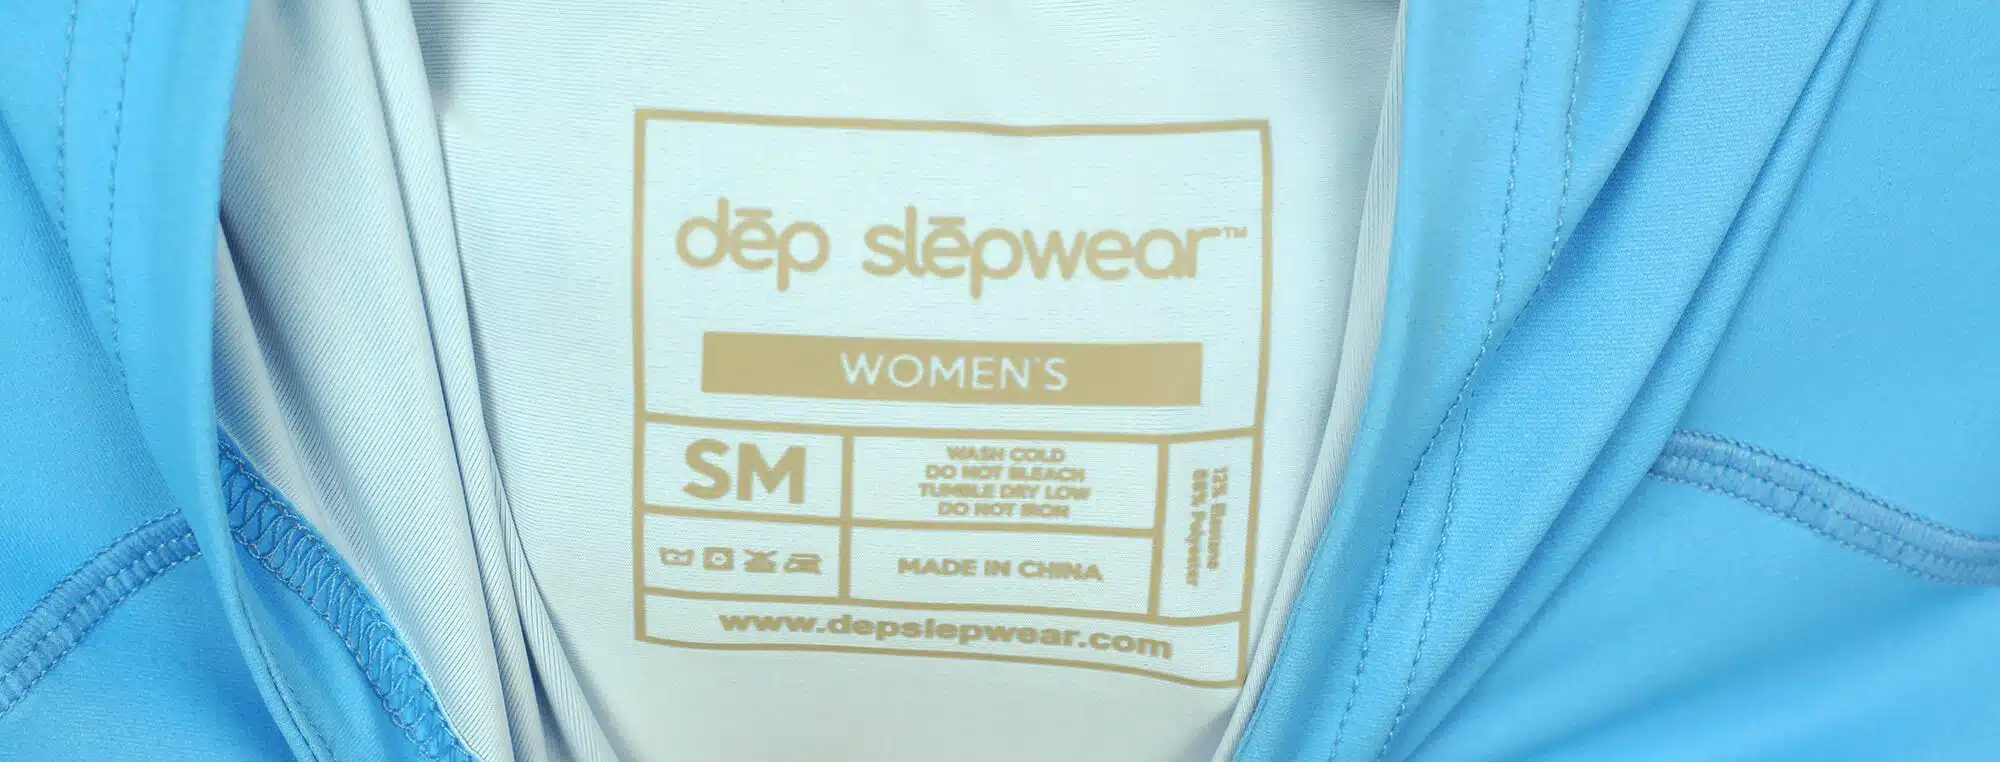 dēp slēpwear™
WOMEN'S
SM
WASH COLD
DO NOT BLEACH
TUMBLE DRY LOW
DO NOT IRON
12% Elastane
88% Polyester
MADE IN CHINA
www.depslepwear.com